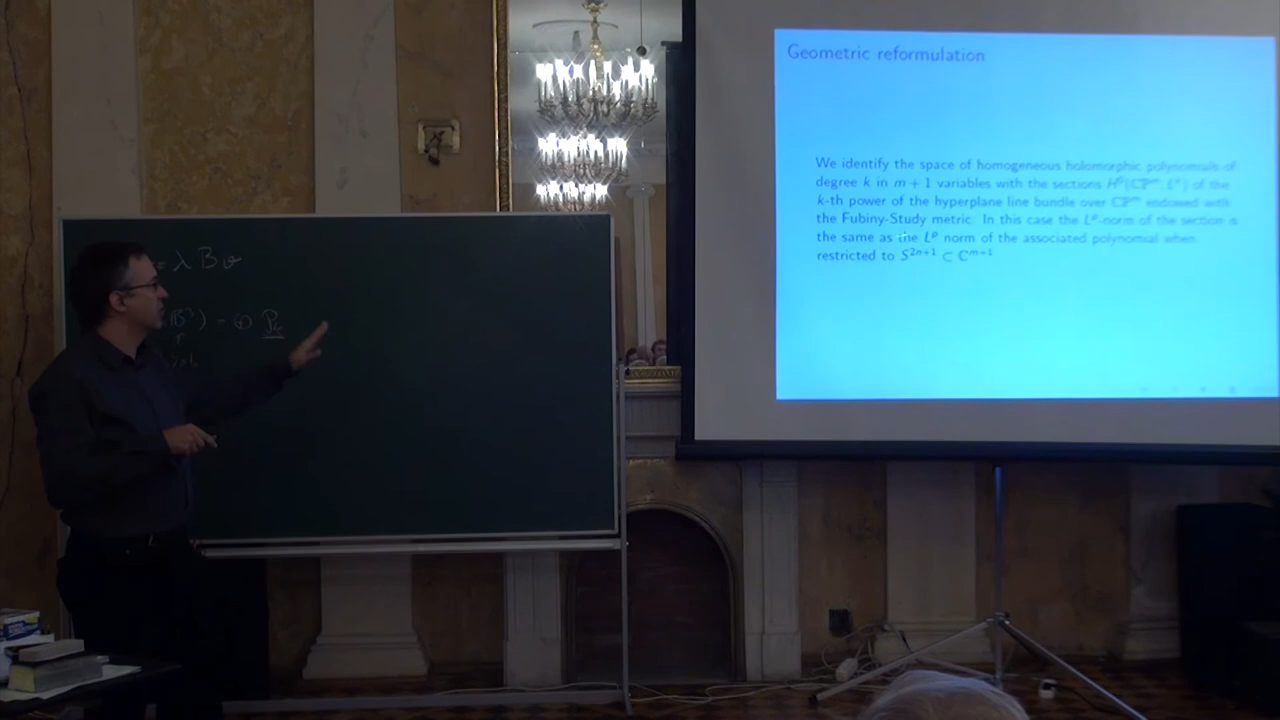 Geometric reformulation
We identify the space of homogeneous holomorphic polynomials of
degree k in m + 1 variables with the sections H⁰(ℂℙᵐ, Lᵏ) of the
k-th power of the hyperplane line bundle over ℂℙᵐ endowed with
the Fubiny-Study metric. In this case the Lᵖ-norm of the section is
the same as the Lᵖ norm of the associated polynomial when
restricted to S²ⁿ⁺¹ ⊂ ℂᵐ⁺¹
= λ B